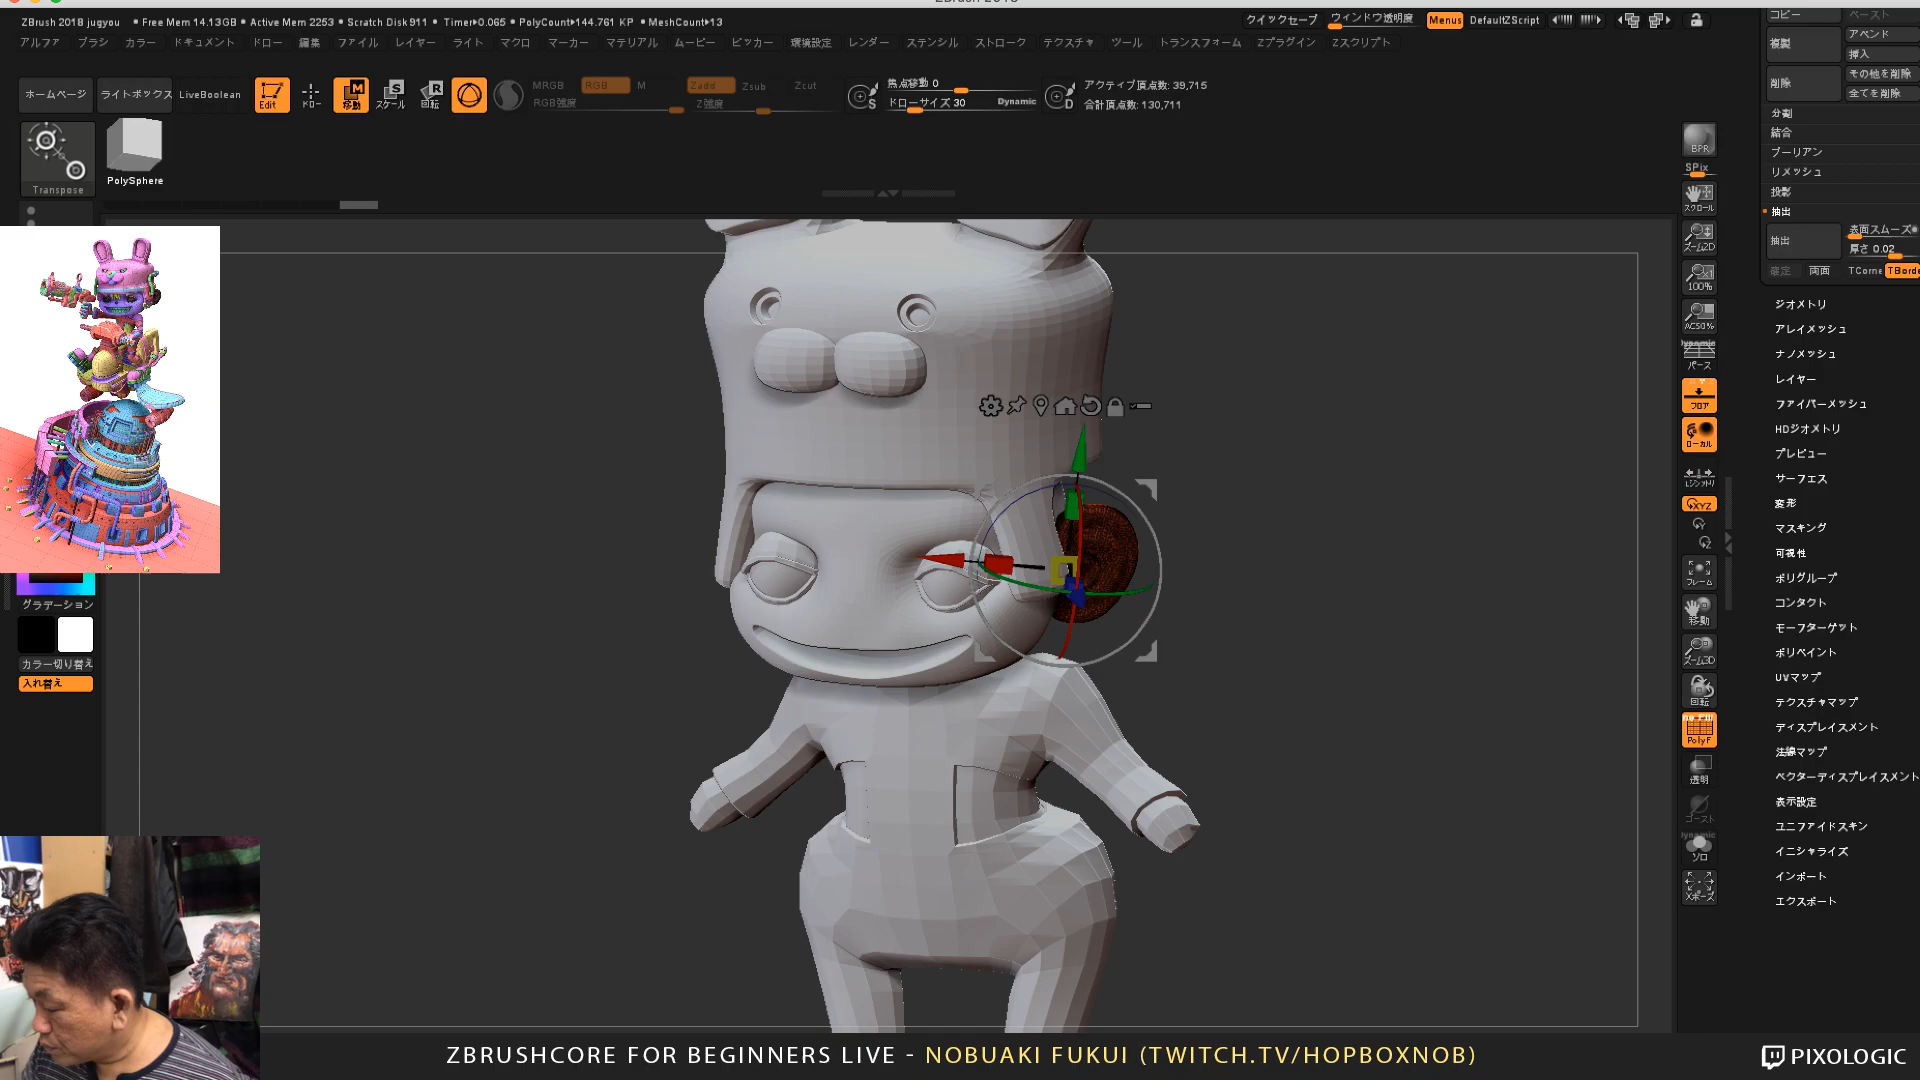 ZBrush 2018 jugyou • Free Mem 14.13GB • Active Mem 2253 • Scratch Disk 911 • Timer▸0.065 • PolyCount▸144.761 KP • MeshCount▸13
クイックセーブ ウィンドウ透明度 Menus DefaultZScript
アルファ ブラシ カラー ドキュメント ドロー 編集 ファイル レイヤー ライト マクロ マーカー マテリアル ムービー ピッカー 環境設定 レンダー ステンシル ストローク テクスチャ ツール トランスフォーム Zプラグイン Zスクリプト
ホームページ ライトボックス LiveBoolean Edit ドロー 移動 スケール 回転
MRGB RGB M Zadd Zsub Zcut
RGB強度 Z強度
焦点移動 0
ドローサイズ 30 Dynamic
アクティブ頂点数: 39,715
合計頂点数: 130,711
Transpose
PolySphere
グラデーション
カラー切り替え
入れ替え
BPR
SPix
スクロール
ズーム2D
100%
AC50%
Dynamic
パース
フロア
ローカル
XYZ
フレーム
移動
ズーム3D
回転
PolyF
透明
ゴースト
Dynamic
ソロ
Xポーズ
コピー ペースト
複製 アペンド
挿入
削除 その他を削除
全てを削除
分割
結合
ブーリアン
リメッシュ
投影
抽出
抽出 表面スムーズ
厚さ 0.02
確定 両面 TCorne TBorde
ジオメトリ
アレイメッシュ
ナノメッシュ
レイヤー
ファイバーメッシュ
HDジオメトリ
プレビュー
サーフェス
変形
マスキング
可視性
ポリグループ
コンタクト
モーフターゲット
ポリペイント
UVマップ
テクスチャマップ
ディスプレイスメント
法線マップ
ベクターディスプレイスメント
表示設定
ユニファイドスキン
イニシャライズ
インポート
エクスポート
ZBRUSHCORE FOR BEGINNERS LIVE - NOBUAKI FUKUI (TWITCH.TV/HOPBOXNOB)
PIXOLOGIC